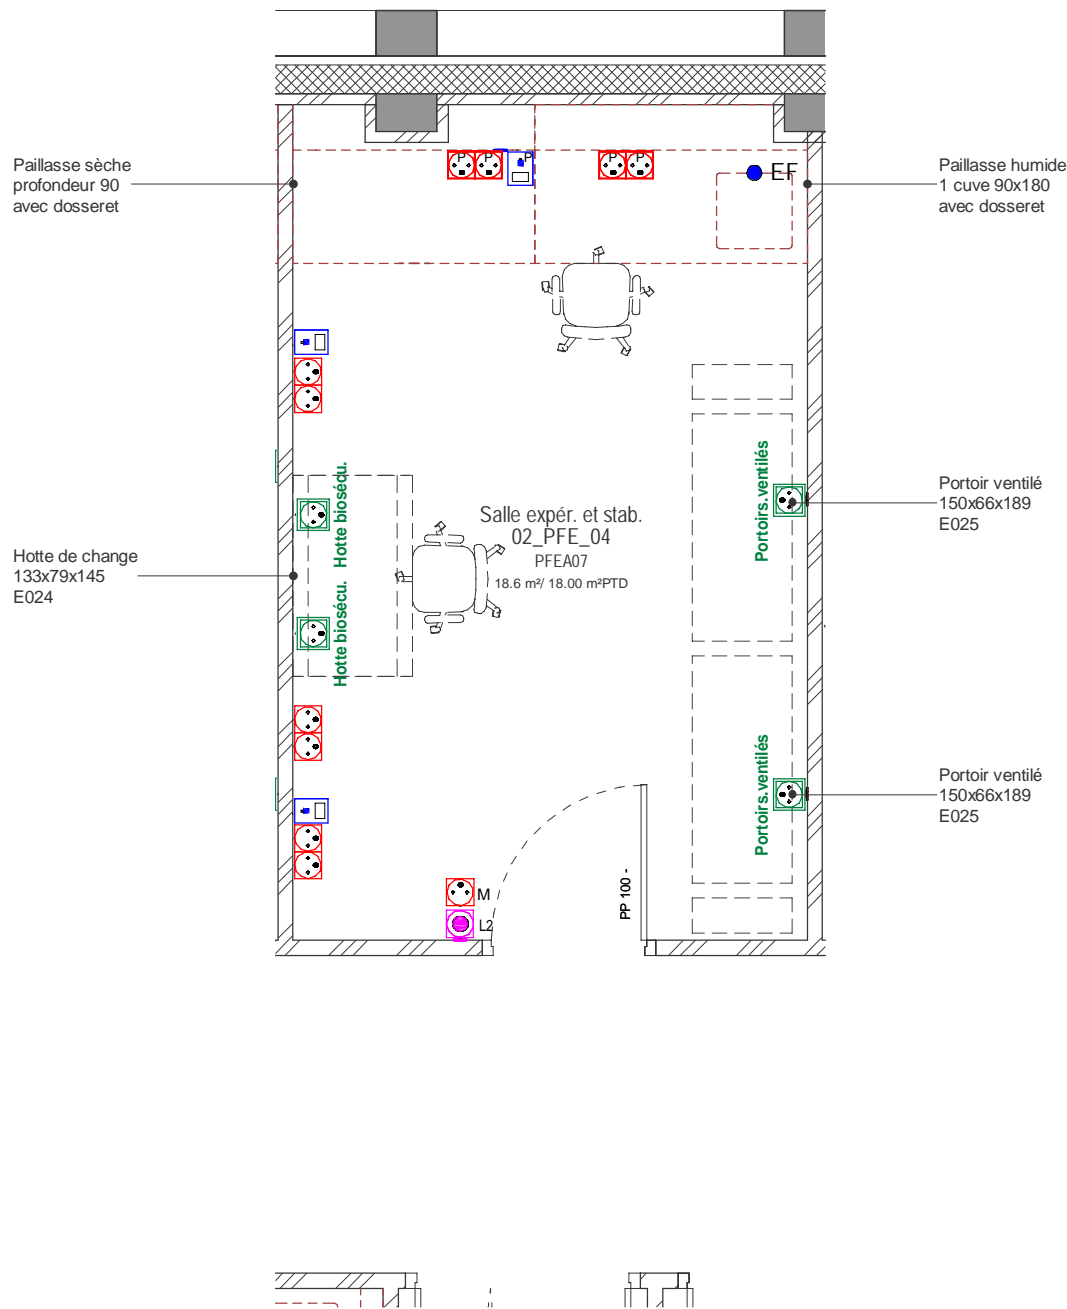 Paillasse sèche
profondeur 90
avec dosseret
P P P
P P
EF
Paillasse humide
1 cuve 90x180
avec dosseret
Hotte biosécu.
Portoirs.ventilés
Salle expér. et stab.
02_PFE_04
PFEA07
18.6 m²/ 18.00 m²PTD
Portoir ventilé
150x66x189
E025
Hotte de change
133x79x145
E024
Hotte biosécu.
Portoirs.ventilés
Portoir ventilé
150x66x189
E025
PP 100 -
M
L2